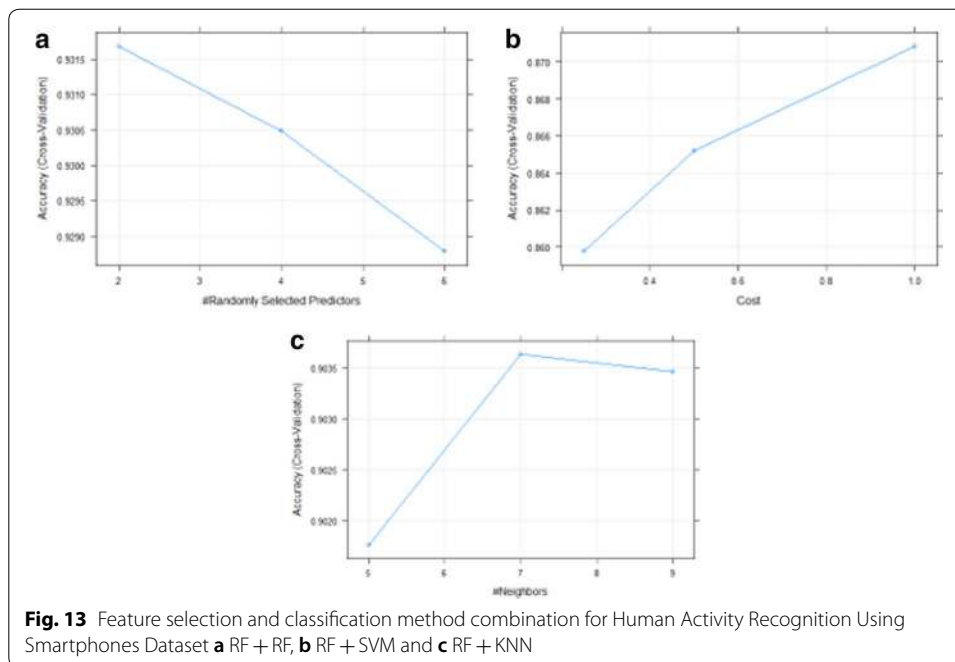 a
Accuracy (Cross-Validation)
0.9315
0.9310
0.9305
0.9300
0.9295
0.9290
2 3 4 5 6
#Randomly Selected Predictors
b
Accuracy (Cross-Validation)
0.870
0.868
0.866
0.864
0.862
0.860
0.4 0.6 0.8 1.0
Cost
c
Accuracy (Cross-Validation)
0.9035
0.9030
0.9025
0.9020
5 6 7 8 9
#Neighbors
Fig. 13 Feature selection and classification method combination for Human Activity Recognition Using
Smartphones Dataset a RF + RF, b RF + SVM and c RF + KNN